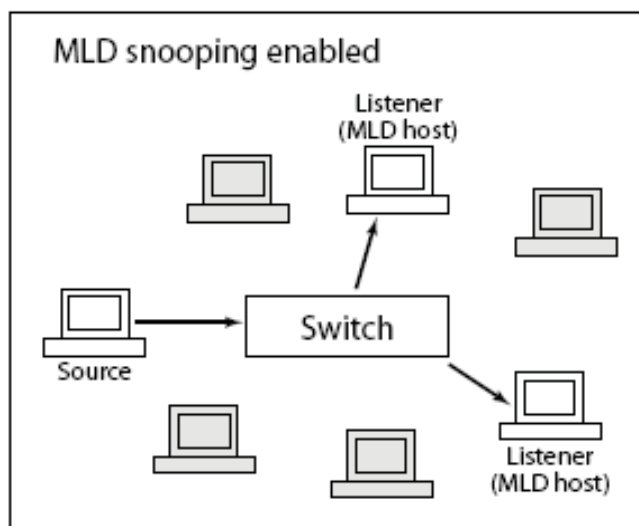 MLD snooping enabled
Listener
(MLD host)
Switch
Source
Listener
(MLD host)